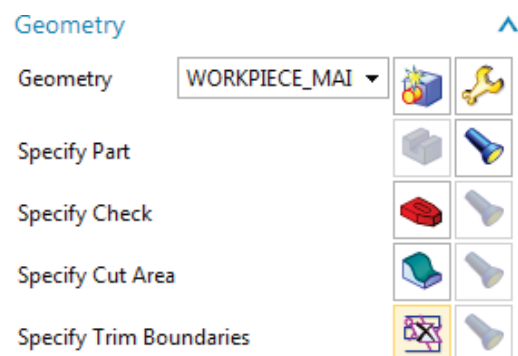 Geometry
Geometry WORKPIECE_MAI
Specify Part
Specify Check
Specify Cut Area
Specify Trim Boundaries